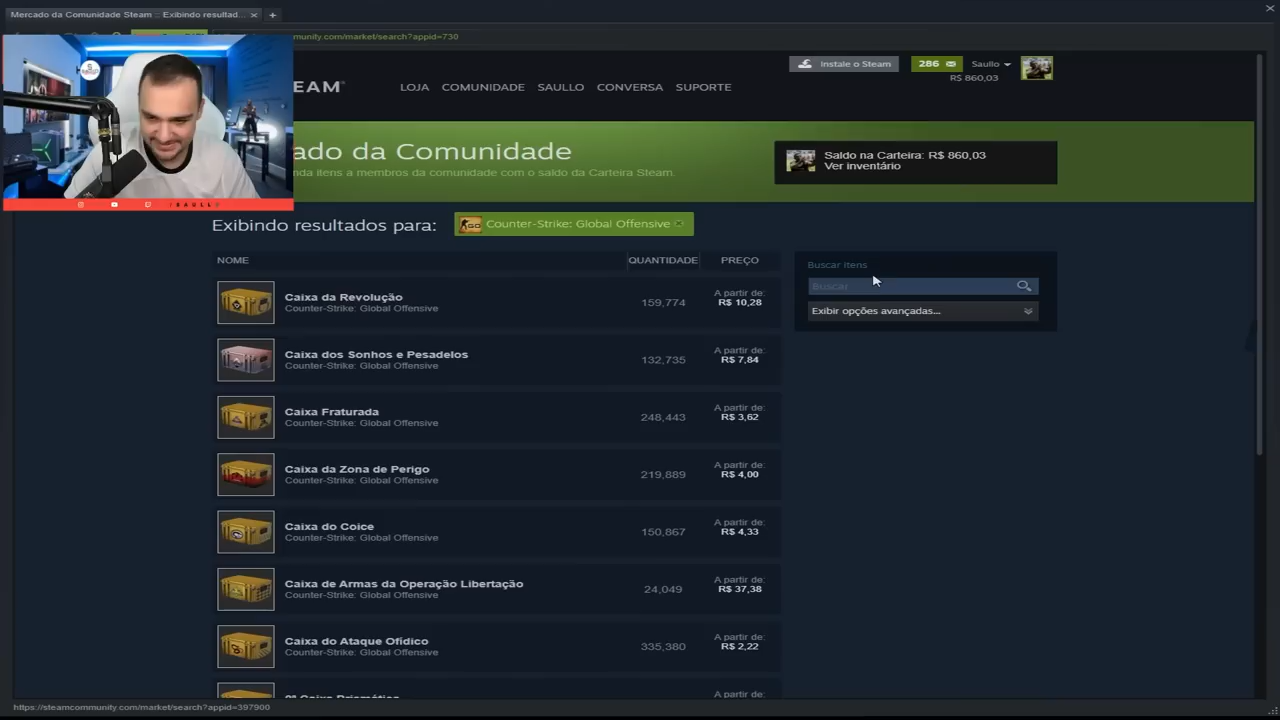 Mercado da Comunidade Steam :: Exibindo resultad...
munity.com/market/search?appid=730
EAM
LOJA COMUNIDADE SAULLO CONVERSA SUPORTE
Instale o Steam
286
Saullo
R$ 860,03
ado da Comunidade
nda itens a membros da comunidade com o saldo da Carteira Steam.
Saldo na Carteira: R$ 860,03
Ver inventário
Exibindo resultados para:
Counter-Strike: Global Offensive
NOME QUANTIDADE PREÇO
Caixa da Revolução
Counter-Strike: Global Offensive
159,774
A partir de:
R$ 10,28
Caixa dos Sonhos e Pesadelos
Counter-Strike: Global Offensive
132,735
A partir de:
R$ 7,84
Caixa Fraturada
Counter-Strike: Global Offensive
248,443
A partir de:
R$ 3,62
Caixa da Zona de Perigo
Counter-Strike: Global Offensive
219,889
A partir de:
R$ 4,00
Caixa do Coice
Counter-Strike: Global Offensive
150,867
A partir de:
R$ 4,33
Caixa de Armas da Operação Libertação
Counter-Strike: Global Offensive
24,049
A partir de:
R$ 37,38
Caixa do Ataque Ofídico
Counter-Strike: Global Offensive
335,380
A partir de:
R$ 2,22
A partir de:
Buscar itens
Buscar
Exibir opções avançadas...
https://steamcommunity.com/market/search?appid=397900